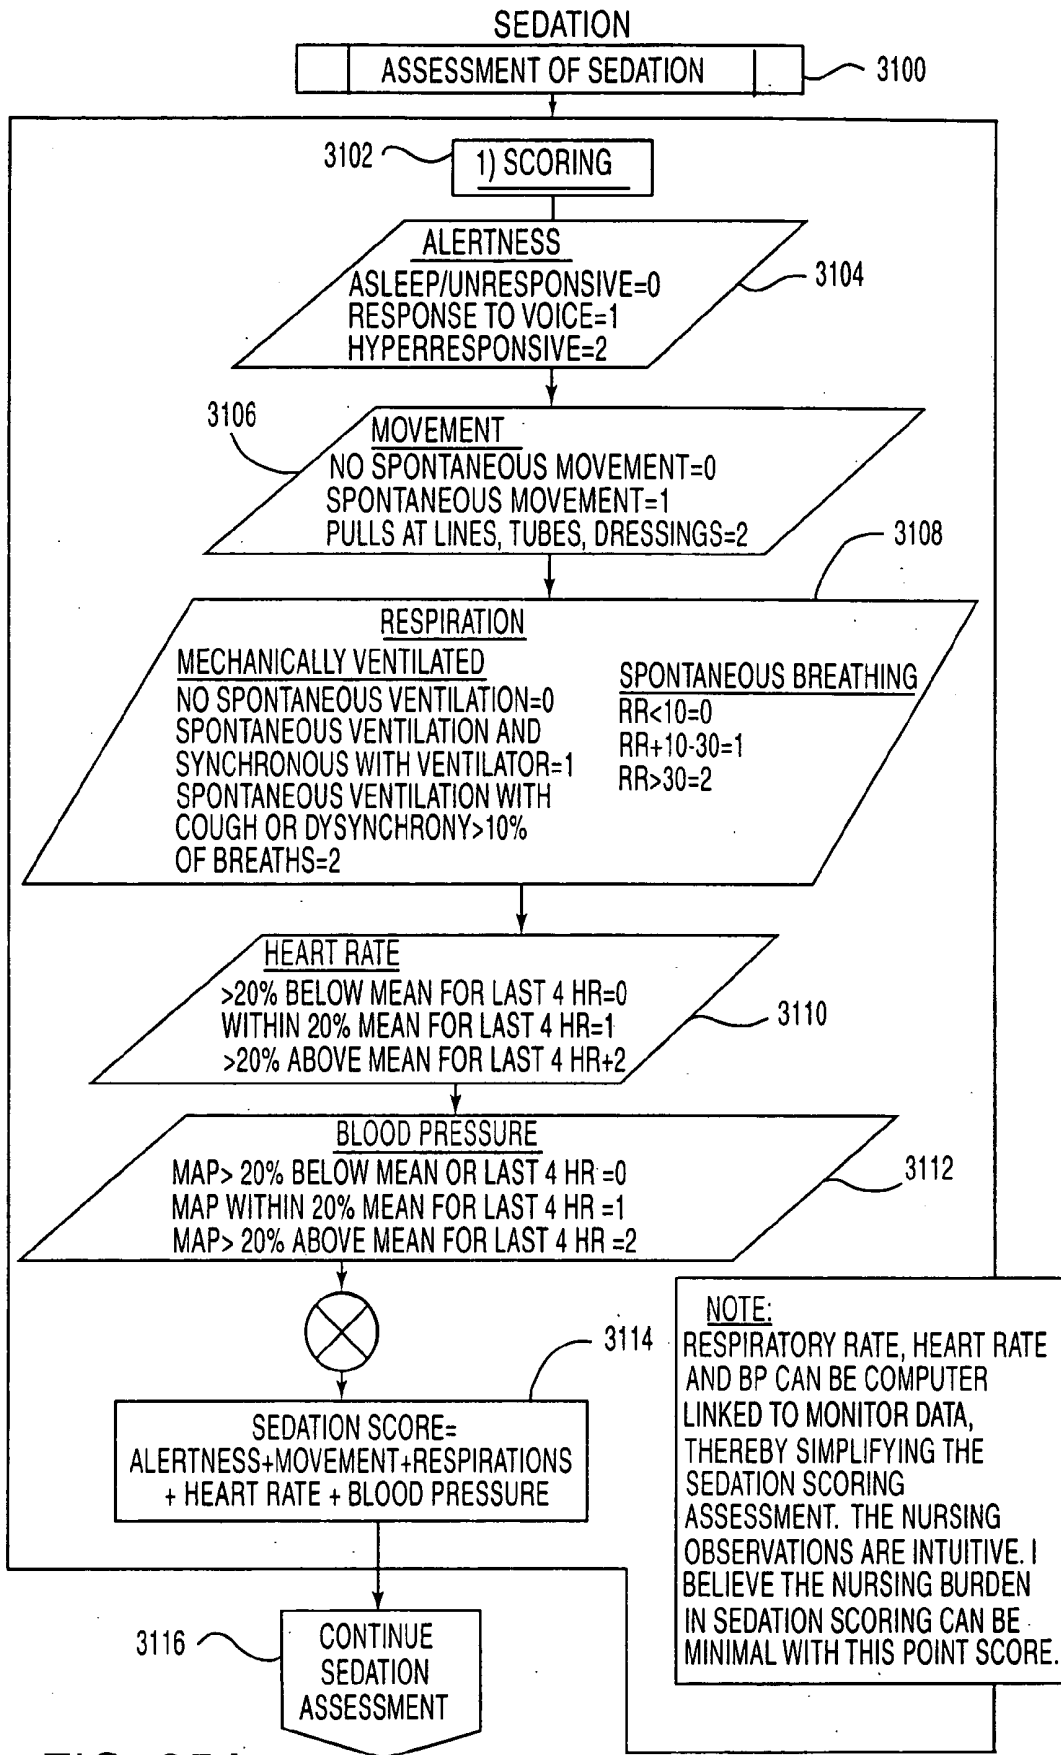 SEDATION
ASSESSMENT OF SEDATION
3100
3102
1) SCORING
ALERTNESS
ASLEEP/UNRESPONSIVE=0
RESPONSE TO VOICE=1
HYPERRESPONSIVE=2
3104
3106
MOVEMENT
NO SPONTANEOUS MOVEMENT=0
SPONTANEOUS MOVEMENT=1
PULLS AT LINES, TUBES, DRESSINGS=2
3108
RESPIRATION
MECHANICALLY VENTILATED
NO SPONTANEOUS VENTILATION=0
SPONTANEOUS VENTILATION AND
SYNCHRONOUS WITH VENTILATOR=1
SPONTANEOUS VENTILATION WITH
COUGH OR DYSYNCHRONY>10%
OF BREATHS=2
SPONTANEOUS BREATHING
RR<10=0
RR+10-30=1
RR>30=2
HEART RATE
>20% BELOW MEAN FOR LAST 4 HR=0
WITHIN 20% MEAN FOR LAST 4 HR=1
>20% ABOVE MEAN FOR LAST 4 HR+2
3110
BLOOD PRESSURE
MAP> 20% BELOW MEAN OR LAST 4 HR =0
MAP WITHIN 20% MEAN FOR LAST 4 HR =1
MAP> 20% ABOVE MEAN FOR LAST 4 HR =2
3112
3114
SEDATION SCORE=
ALERTNESS+MOVEMENT+RESPIRATIONS
+ HEART RATE + BLOOD PRESSURE
NOTE:
RESPIRATORY RATE, HEART RATE
AND BP CAN BE COMPUTER
LINKED TO MONITOR DATA,
THEREBY SIMPLIFYING THE
SEDATION SCORING
ASSESSMENT. THE NURSING
OBSERVATIONS ARE INTUITIVE. I
BELIEVE THE NURSING BURDEN
IN SEDATION SCORING CAN BE
MINIMAL WITH THIS POINT SCORE.
3116
CONTINUE
SEDATION
ASSESSMENT